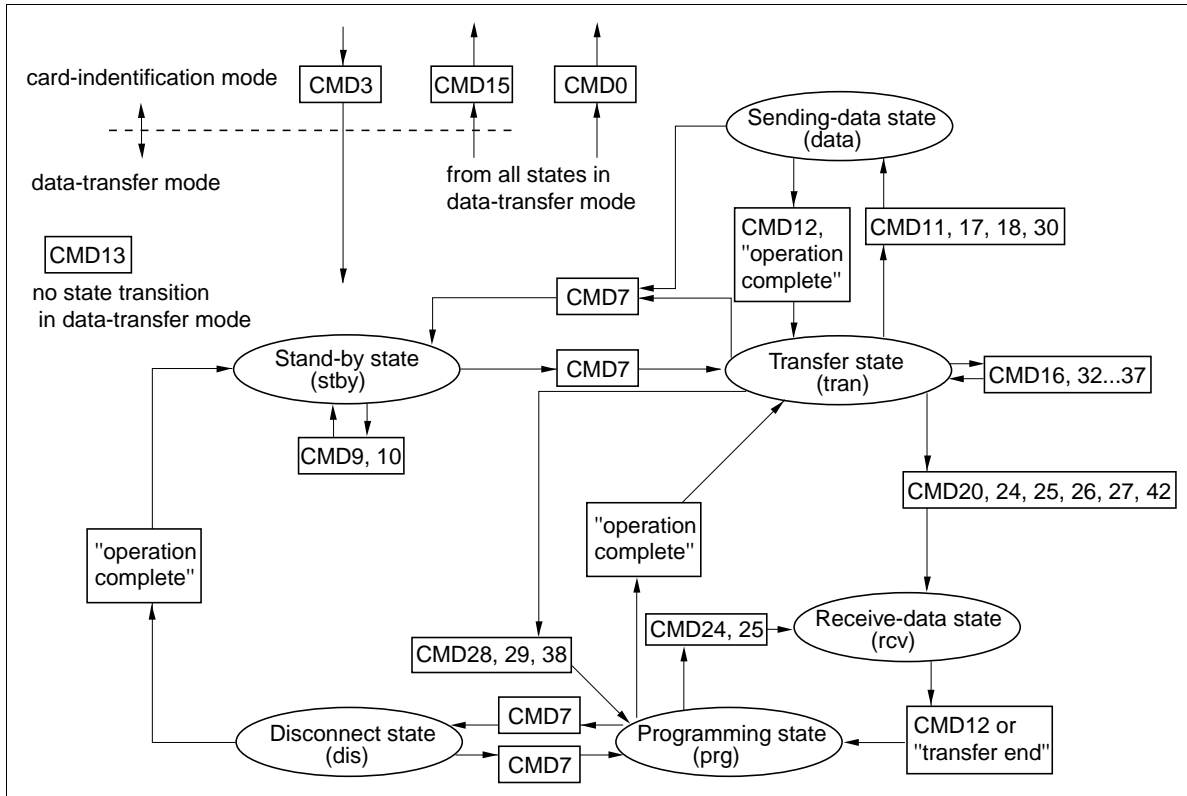 card-indentification mode
CMD3
CMD15
CMD0
data-transfer mode
from all states in
data-transfer mode
Sending-data state
(data)
CMD12,
"operation
complete"
CMD11, 17, 18, 30
CMD13
no state transition
in data-transfer mode
CMD7
Stand-by state
(stby)
CMD7
Transfer state
(tran)
CMD16, 32...37
CMD9, 10
CMD20, 24, 25, 26, 27, 42
"operation
complete"
"operation
complete"
CMD24, 25
Receive-data state
(rcv)
CMD28, 29, 38
CMD7
Disconnect state
(dis)
CMD7
Programming state
(prg)
CMD12 or
"transfer end"